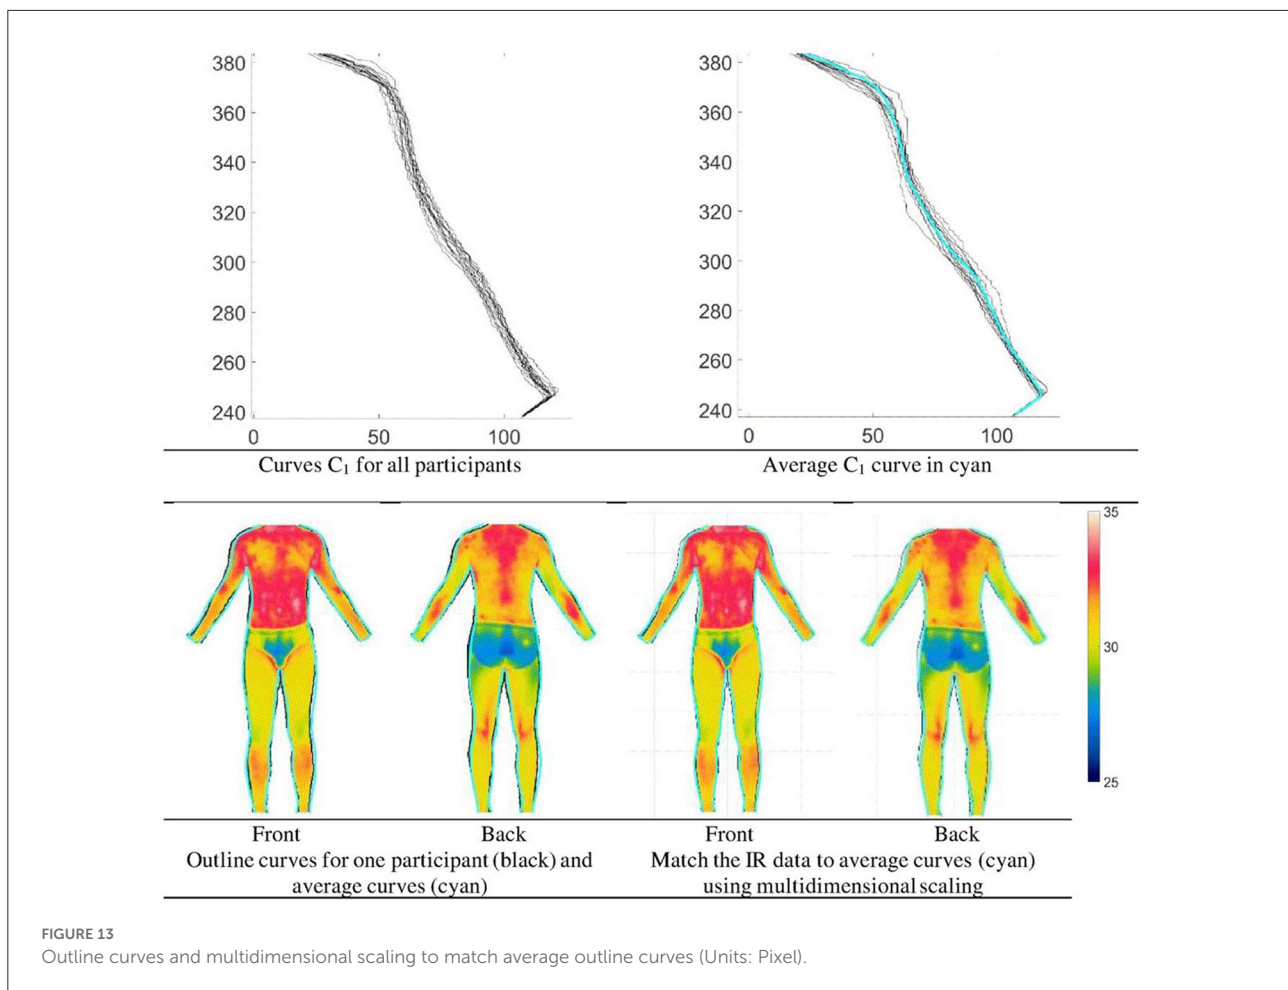 380
360
340
320
300
280
260
240
0 50 100
380
360
340
320
300
280
260
240
0 50 100
Curves C₁ for all participants
Average C₁ curve in cyan
35
30
25
Front Back Front Back
Outline curves for one participant (black) and
average curves (cyan)
Match the IR data to average curves (cyan)
using multidimensional scaling
FIGURE 13
Outline curves and multidimensional scaling to match average outline curves (Units: Pixel).